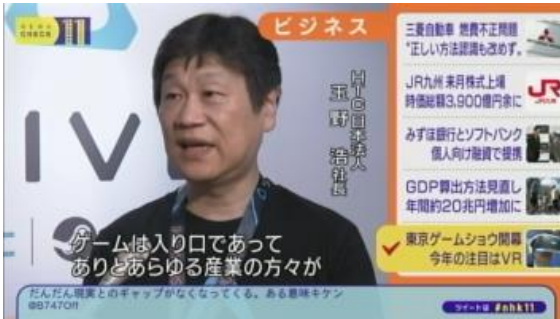 NEWS
CHECK
11
ビジネス
三菱自動車 燃費不正問題
"正しい方法認識も改めず。
JR九州 来月株式上場
時価総額3,900億円余に
JR
みずほ銀行とソフトバンク
個人向け融資で提携
GDP算出方法見直し
年間約20兆円増加に
東京ゲームショウ開幕
今年の注目はVR
HTC日本法人
玉野 浩社長
IV
ゲームは入り口であって
ありとあらゆる産業の方々が
だんだん現実とのギャップがなくなってくる。ある意味キケン
@B747Off
ツイートは #nhk11